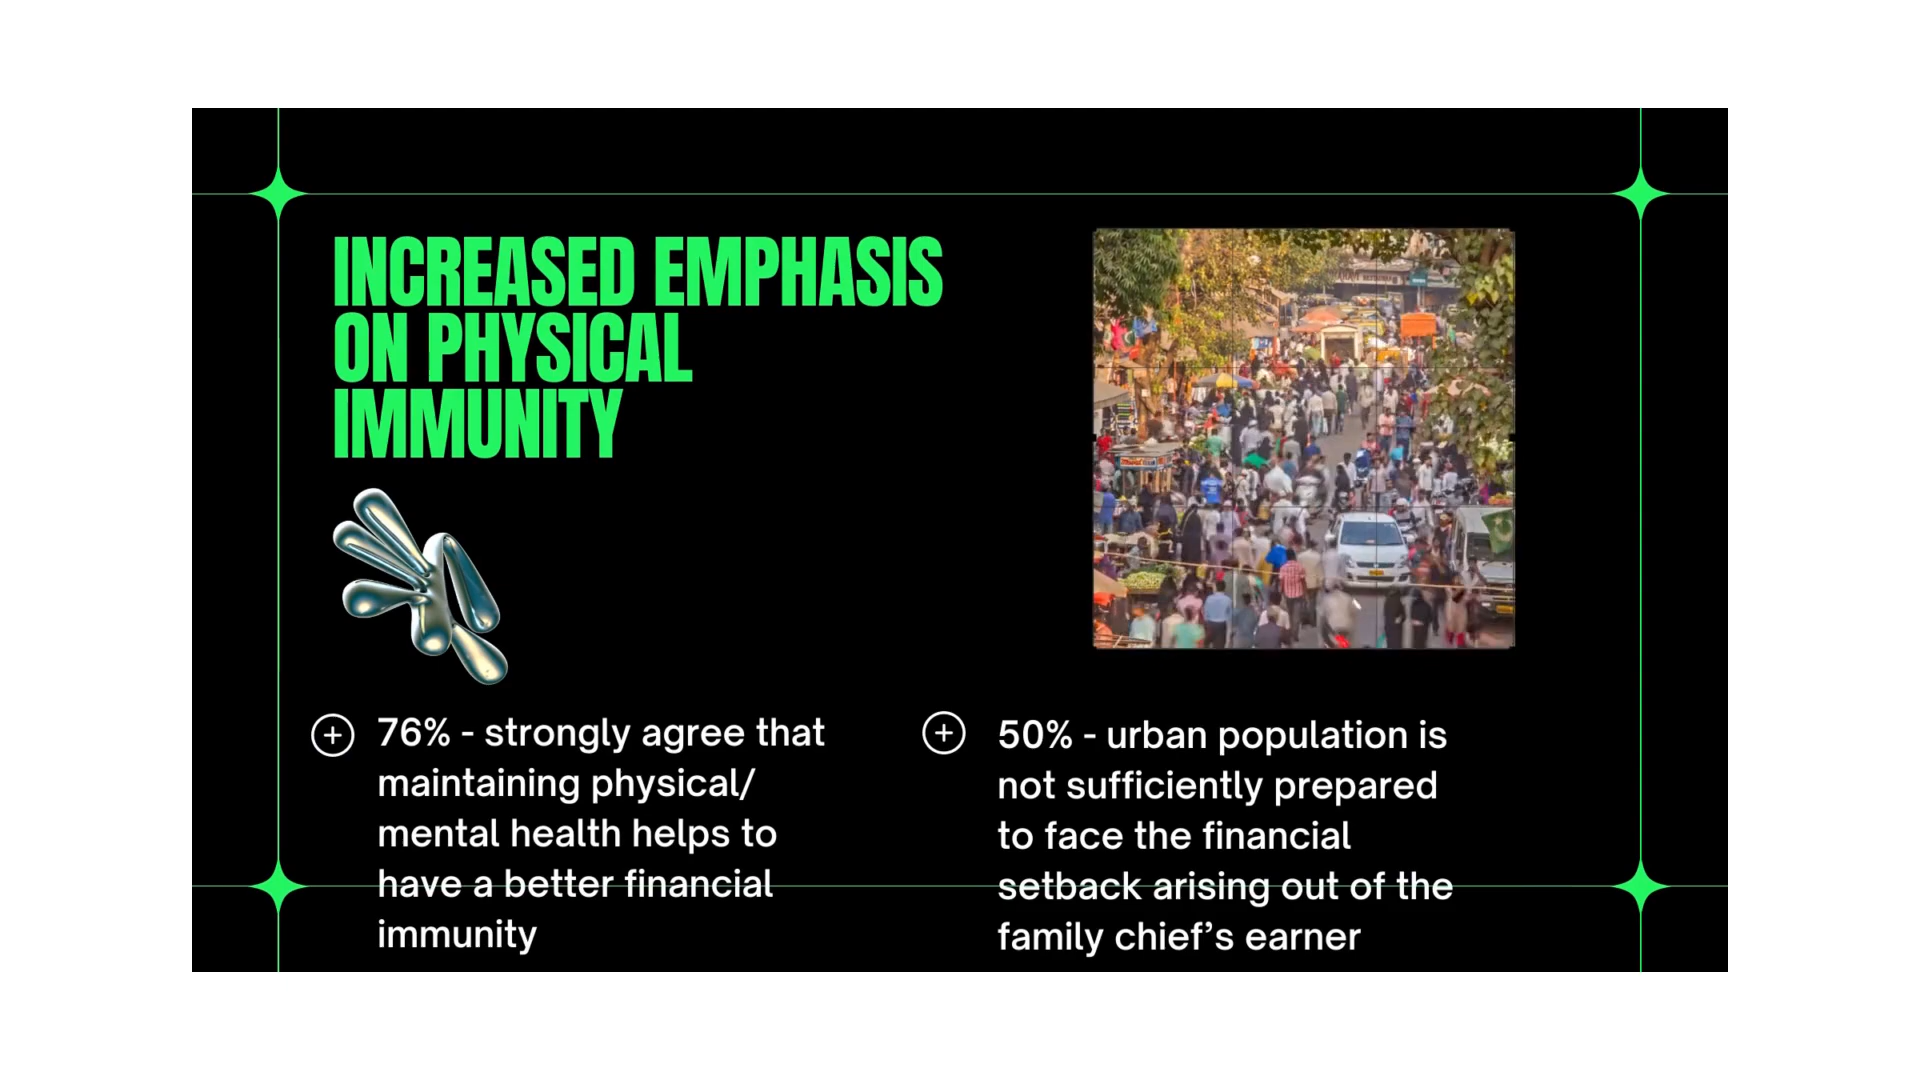 INCREASED EMPHASIS
ON PHYSICAL
IMMUNITY
76% - strongly agree that
maintaining physical/
mental health helps to
have a better financial
immunity
50% - urban population is
not sufficiently prepared
to face the financial
setback arising out of the
family chief’s earner